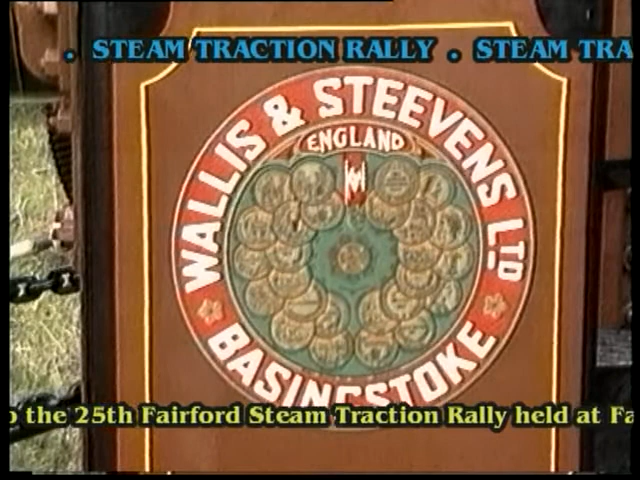 . STEAM TRACTION RALLY . STEAM TRA
WALLIS & STEEVENS LTD
ENGLAND
BASINGSTOKE
o the 25th Fairford Steam Traction Rally held at Fa